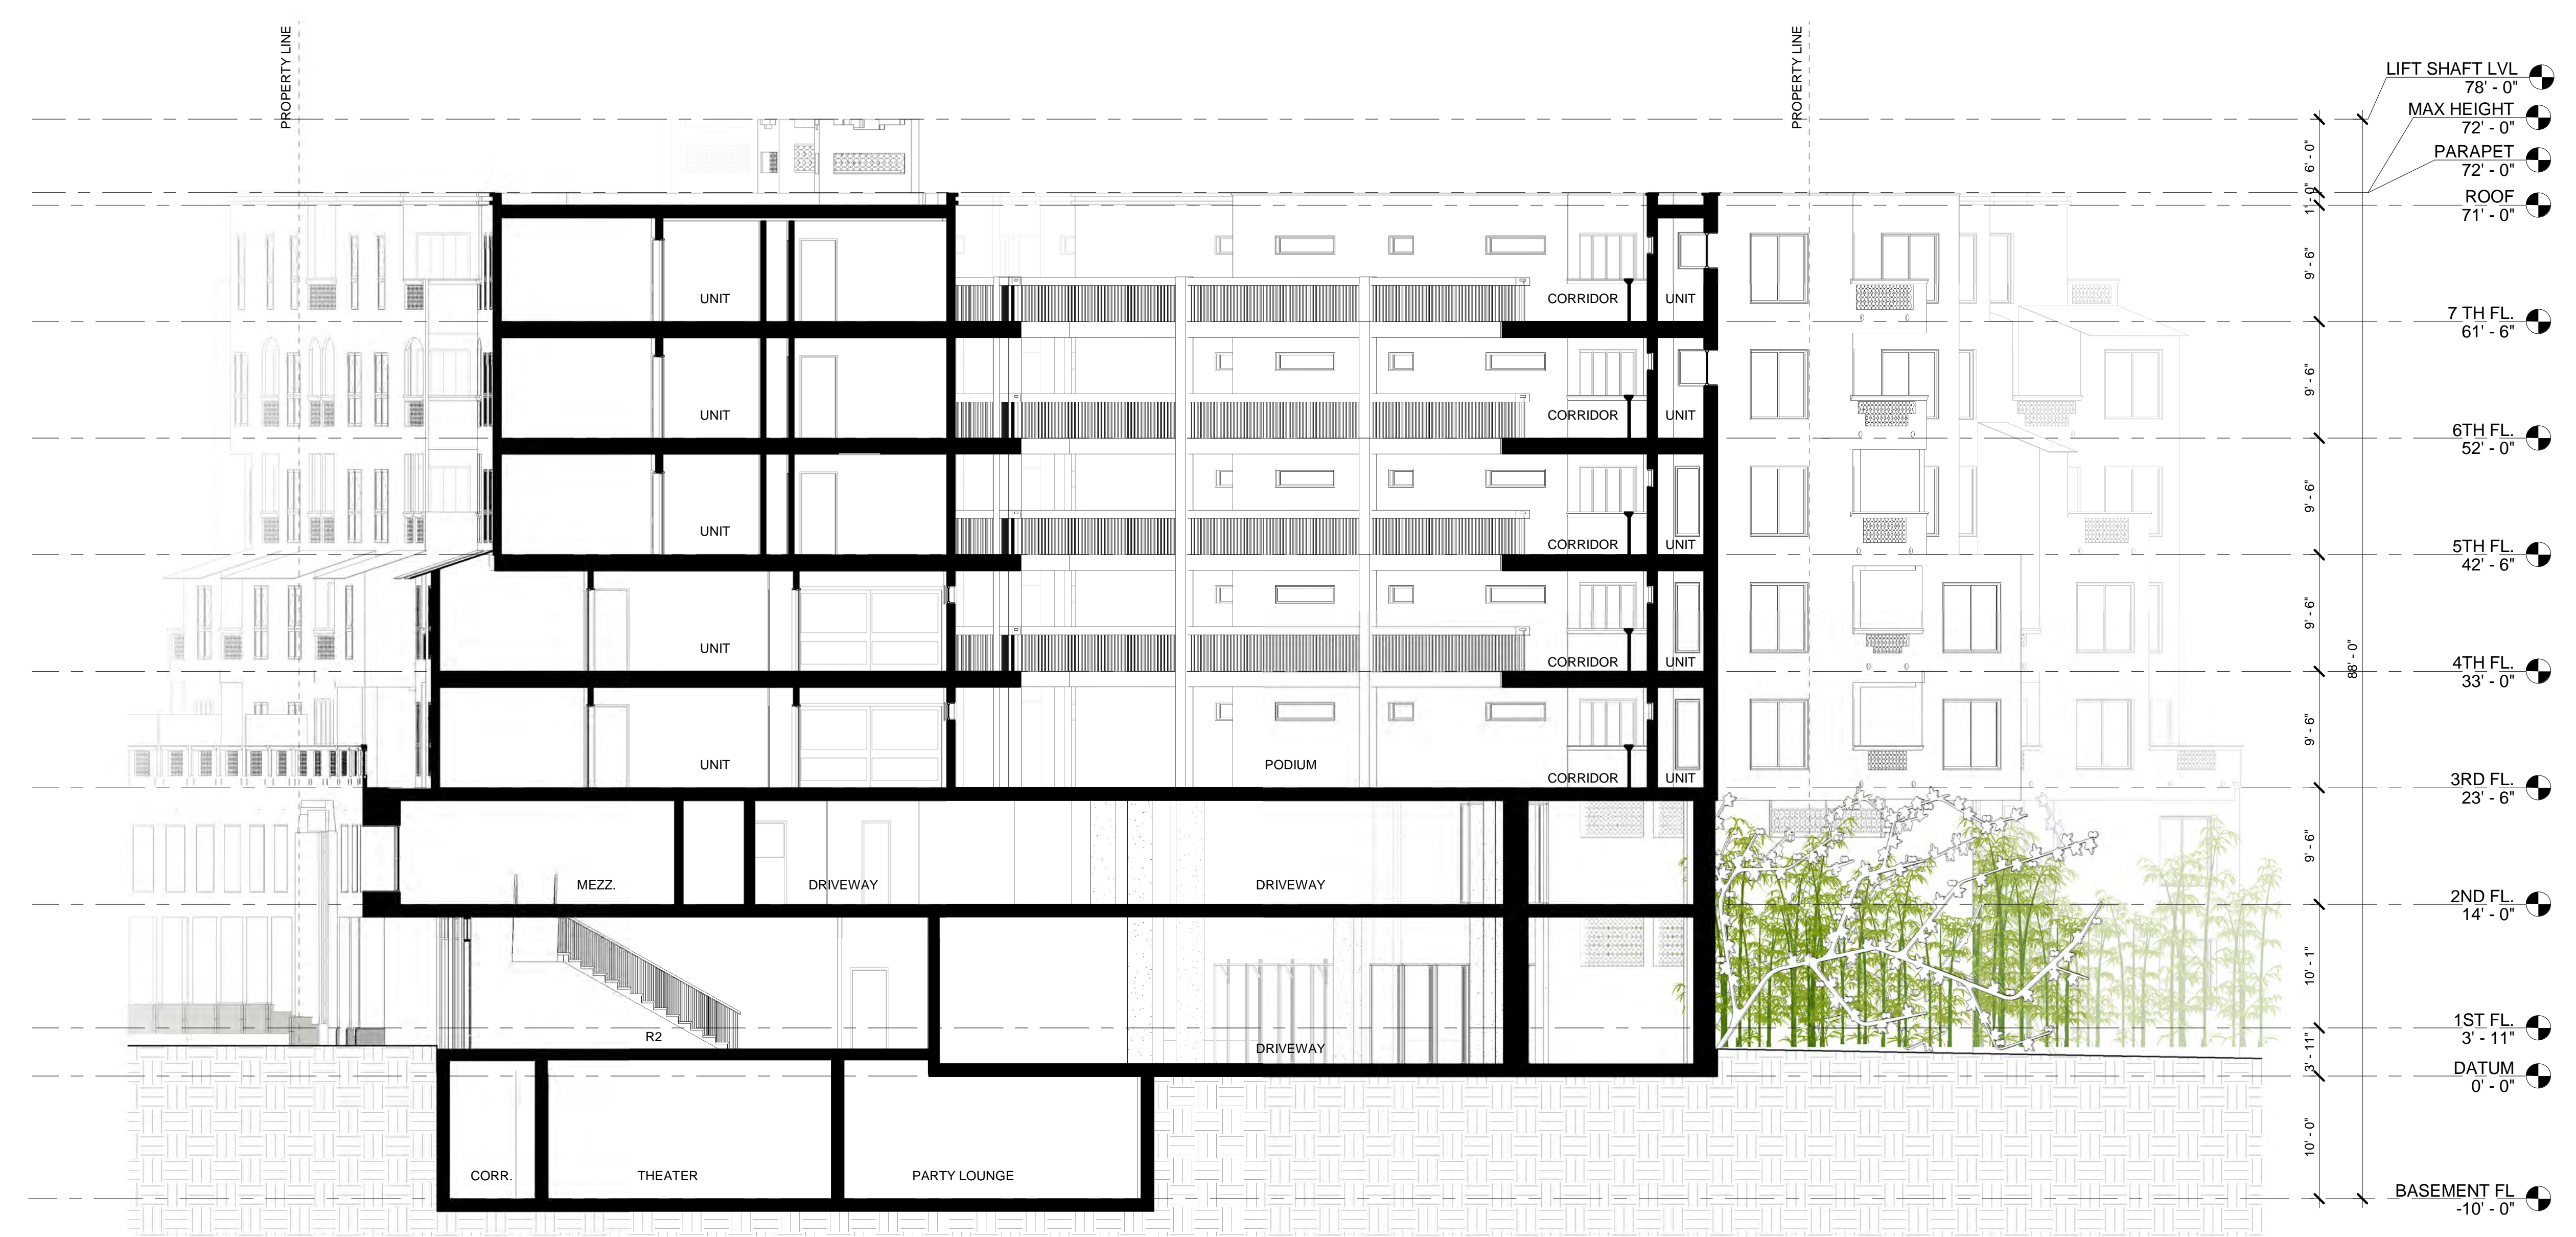 PROPERTY LINE
PROPERTY LINE
LIFT SHAFT LVL
78' - 0"
MAX HEIGHT
72' - 0"
PARAPET
72' - 0"
ROOF
71' - 0"
6' - 0"
1' - 0"
9' - 6"
UNIT
CORRIDOR
UNIT
7 TH FL.
61' - 6"
9' - 6"
UNIT
CORRIDOR
UNIT
6TH FL.
52' - 0"
9' - 6"
UNIT
CORRIDOR
UNIT
5TH FL.
42' - 6"
9' - 6"
UNIT
CORRIDOR
UNIT
88' - 0"
4TH FL.
33' - 0"
9' - 6"
UNIT
PODIUM
CORRIDOR
UNIT
3RD FL.
23' - 6"
9' - 6"
MEZZ.
DRIVEWAY
DRIVEWAY
2ND FL.
14' - 0"
10' - 1"
R2
DRIVEWAY
1ST FL.
3' - 11"
3' - 11"
DATUM
0' - 0"
10' - 0"
CORR.
THEATER
PARTY LOUNGE
BASEMENT FL
-10' - 0"